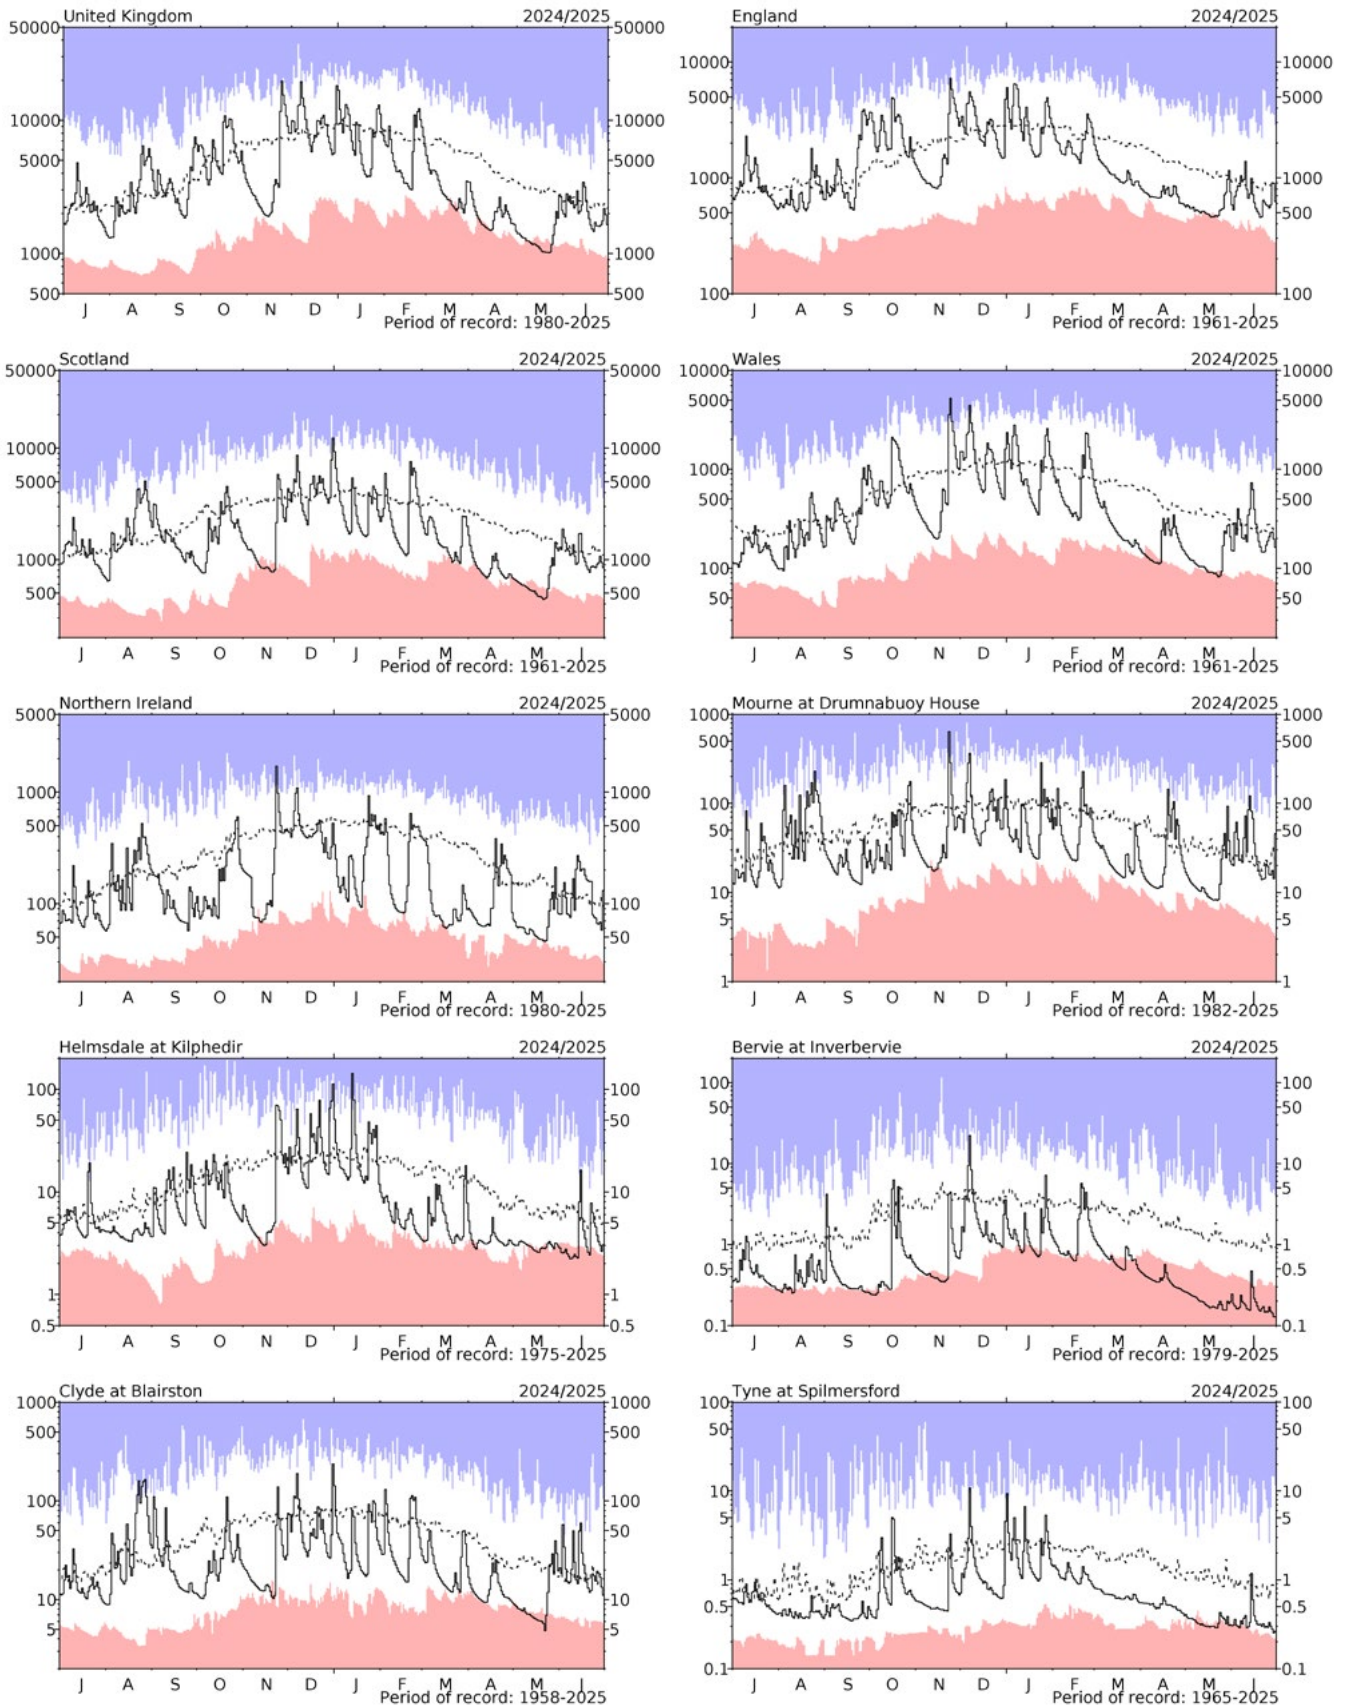 United Kingdom 2024/2025
50000 50000
10000 10000
5000 5000
1000 1000
500 500
J A S O N D J F M A M J
Period of record: 1980-2025
England 2024/2025
10000 10000
5000 5000
1000 1000
500 500
100 100
J A S O N D J F M A M J
Period of record: 1961-2025
Scotland 2024/2025
50000 50000
10000 10000
5000 5000
1000 1000
500 500
J A S O N D J F M A M J
Period of record: 1961-2025
Wales 2024/2025
10000 10000
5000 5000
1000 1000
500 500
100 100
50 50
J A S O N D J F M A M J
Period of record: 1961-2025
Northern Ireland 2024/2025
5000 5000
1000 1000
500 500
100 100
50 50
J A S O N D J F M A M J
Period of record: 1980-2025
Mourne at Drumnabuoy House 2024/2025
1000 1000
500 500
100 100
50 50
10 10
5 5
1 1
J A S O N D J F M A M J
Period of record: 1982-2025
Helmsdale at Kilphedir 2024/2025
100 100
50 50
10 10
5 5
1 1
0.5 0.5
J A S O N D J F M A M J
Period of record: 1975-2025
Bervie at Inverbervie 2024/2025
100 100
50 50
10 10
5 5
1 1
0.5 0.5
0.1 0.1
J A S O N D J F M A M J
Period of record: 1979-2025
Clyde at Blairston 2024/2025
1000 1000
500 500
100 100
50 50
10 10
5 5
J A S O N D J F M A M J
Period of record: 1958-2025
Tyne at Spilmersford 2024/2025
100 100
50 50
10 10
5 5
1 1
0.5 0.5
0.1 0.1
J A S O N D J F M A M J
Period of record: 1965-2025